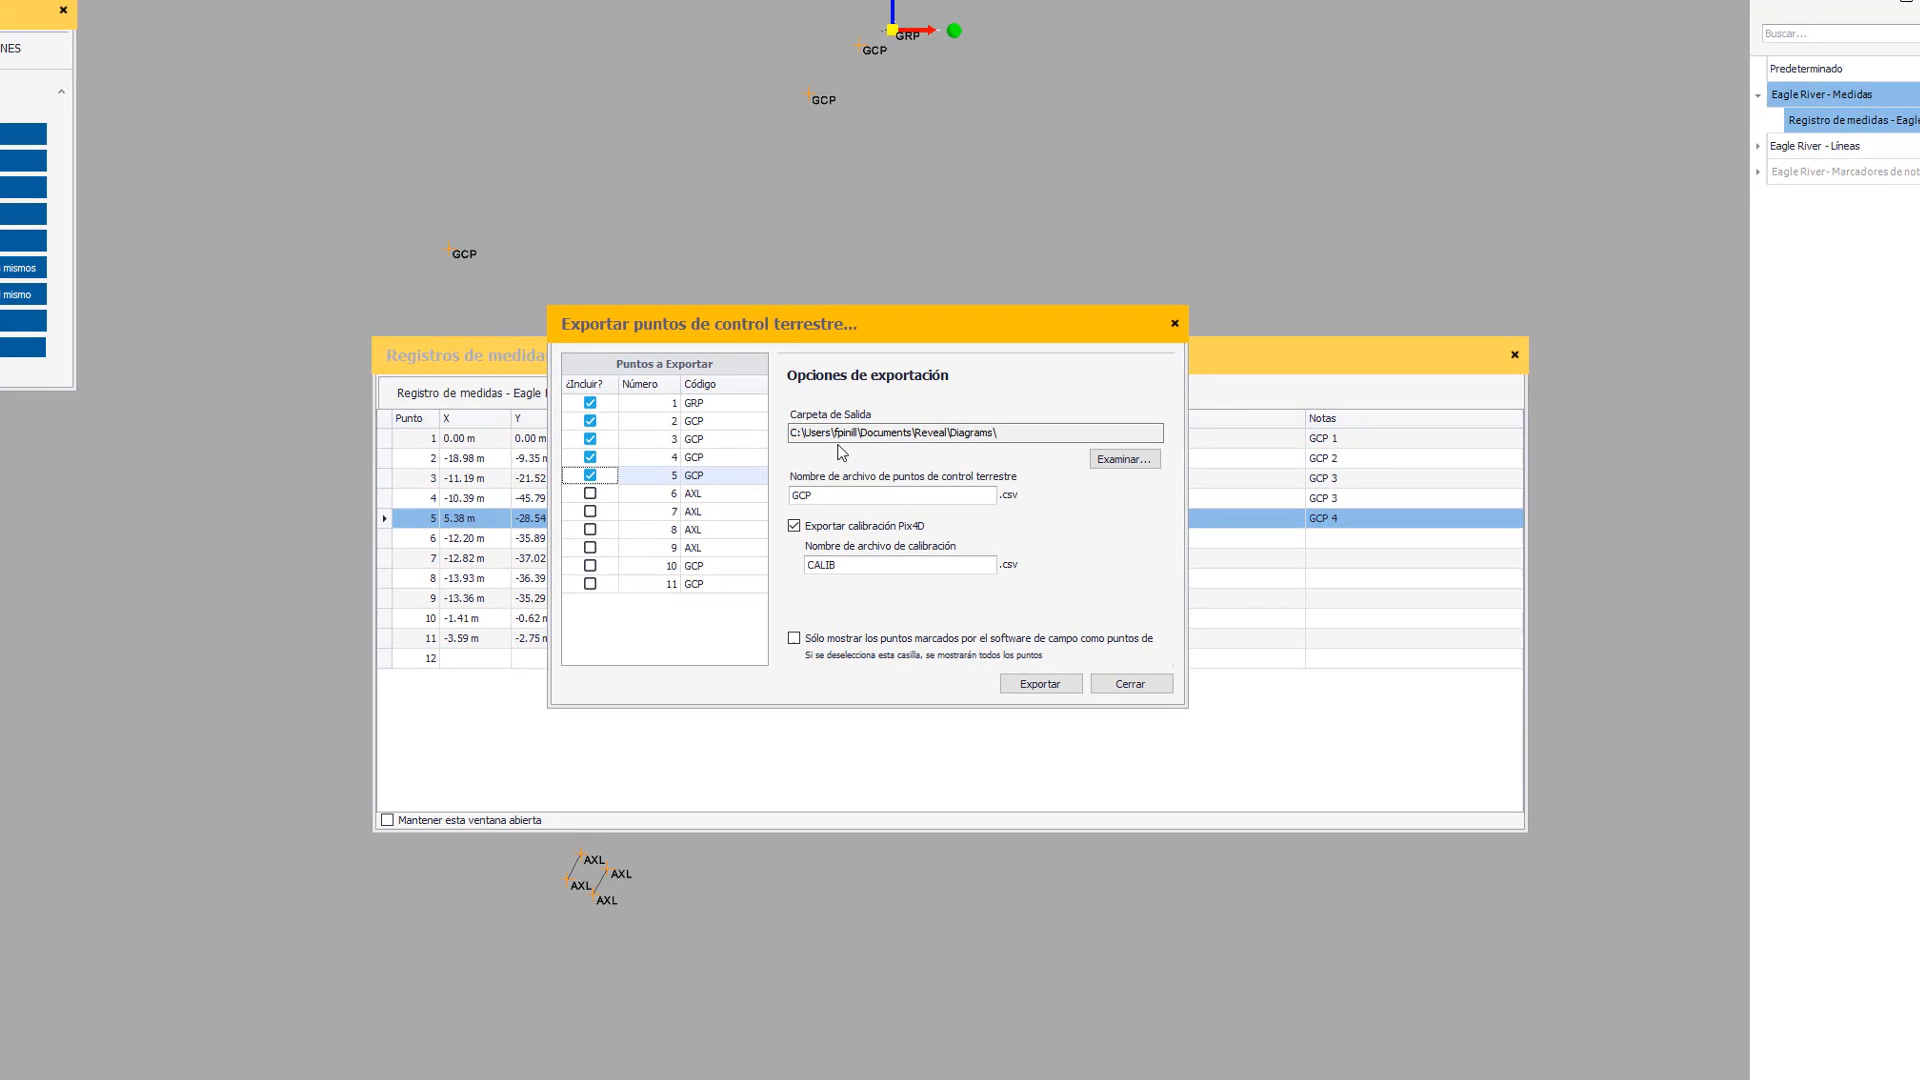 NES
mismos
mismo
GRP
GCP
GCP
GCP
Buscar...
Predeterminado
Eagle River - Medidas
Registro de medidas - Eagle
Eagle River - Líneas
Eagle River - Marcadores de not
Registros de medidas
Registro de medidas - Eagle
Punto X Y Notas
1 0.00 m 0.00 m GCP 1
2 -18.98 m -9.35 m GCP 2
3 -11.19 m -21.52 GCP 3
4 -10.39 m -45.79 GCP 3
5 5.38 m -28.54 GCP 4
6 -12.20 m -35.89
7 -12.82 m -37.02
8 -13.93 m -36.39
9 -13.36 m -35.29
10 -1.41 m -0.62 m
11 -3.59 m -2.75 m
12
Mantener esta ventana abierta
Exportar puntos de control terrestre...
Puntos a Exportar
¿Incluir? Número Código
1 GRP
2 GCP
3 GCP
4 GCP
5 GCP
6 AXL
7 AXL
8 AXL
9 AXL
10 GCP
11 GCP
Opciones de exportación
Carpeta de Salida
C:\Users\fpinill\Documents\Reveal\Diagrams\
Examinar...
Nombre de archivo de puntos de control terrestre
GCP .csv
Exportar calibración Pix4D
Nombre de archivo de calibración
CALIB .csv
Sólo mostrar los puntos marcados por el software de campo como puntos de
Si se deselecciona esta casilla, se mostrarán todos los puntos
Exportar Cerrar
AXL
AXL
AXL
AXL